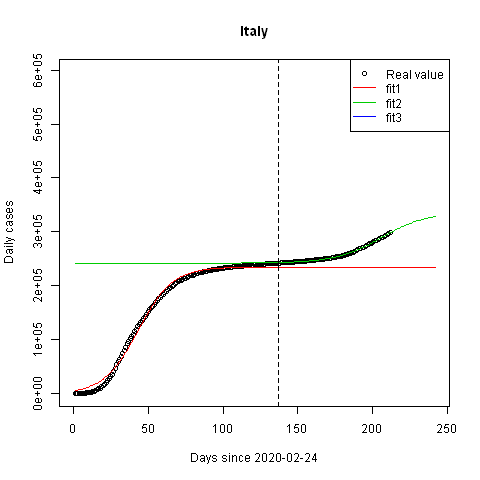 Italy
Real value
fit1
fit2
fit3
6e+05
5e+05
4e+05
3e+05
2e+05
1e+05
0e+00
Daily cases
0 50 100 150 200 250
Days since 2020-02-24